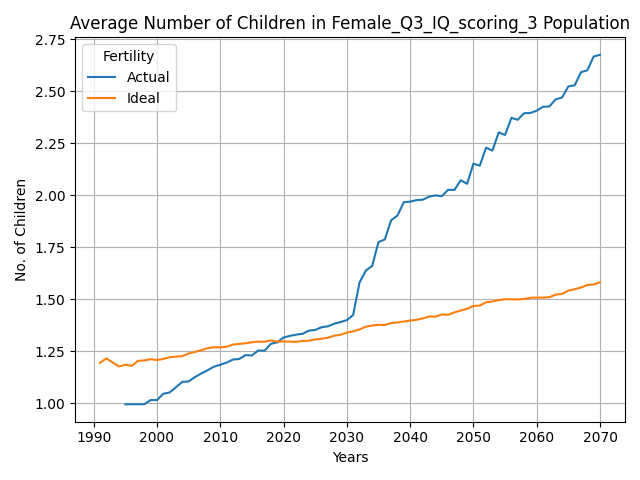 Average Number of Children in Female_Q3_IQ_scoring_3 Population
2.75
2.50
2.25
2.00
1.75
1.50
1.25
1.00
No. of Children
Fertility
Actual
Ideal
1990 2000 2010 2020 2030 2040 2050 2060 2070
Years